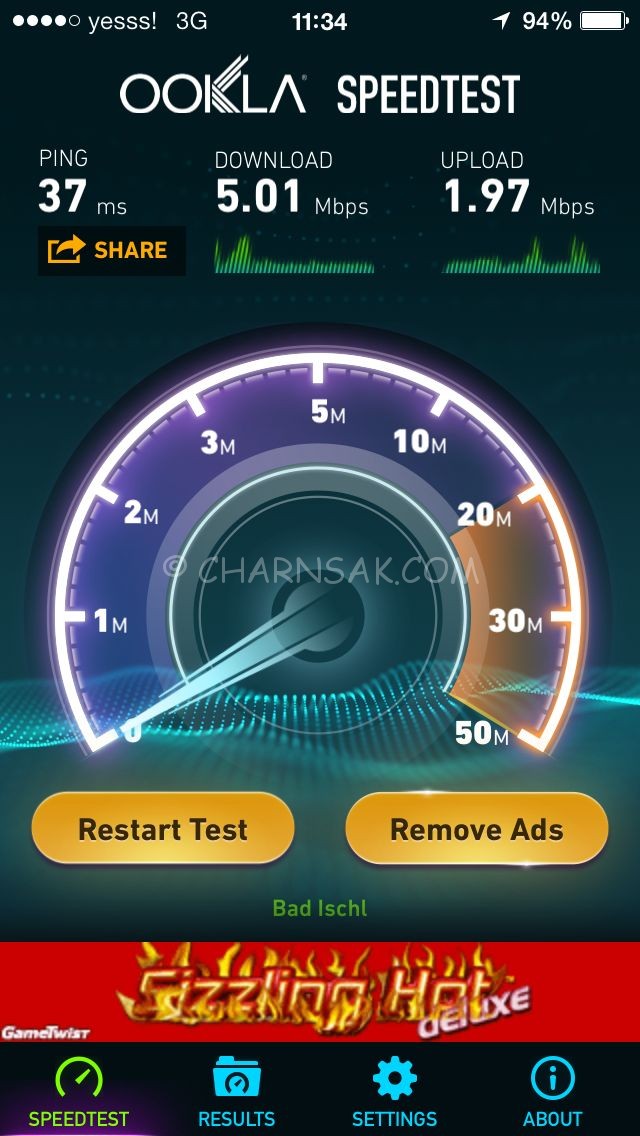 yesss! 3G 11:34 94%
OOKLA® SPEEDTEST
PING DOWNLOAD UPLOAD
37 ms 5.01 Mbps 1.97 Mbps
SHARE
5M
3M 10M
2M 20M
© CHARNSAK.COM
1M 30M
0 50M
Restart Test Remove Ads
Bad Ischl
Sizzling Hot
deluxe
GameTwist
SPEEDTEST RESULTS SETTINGS ABOUT